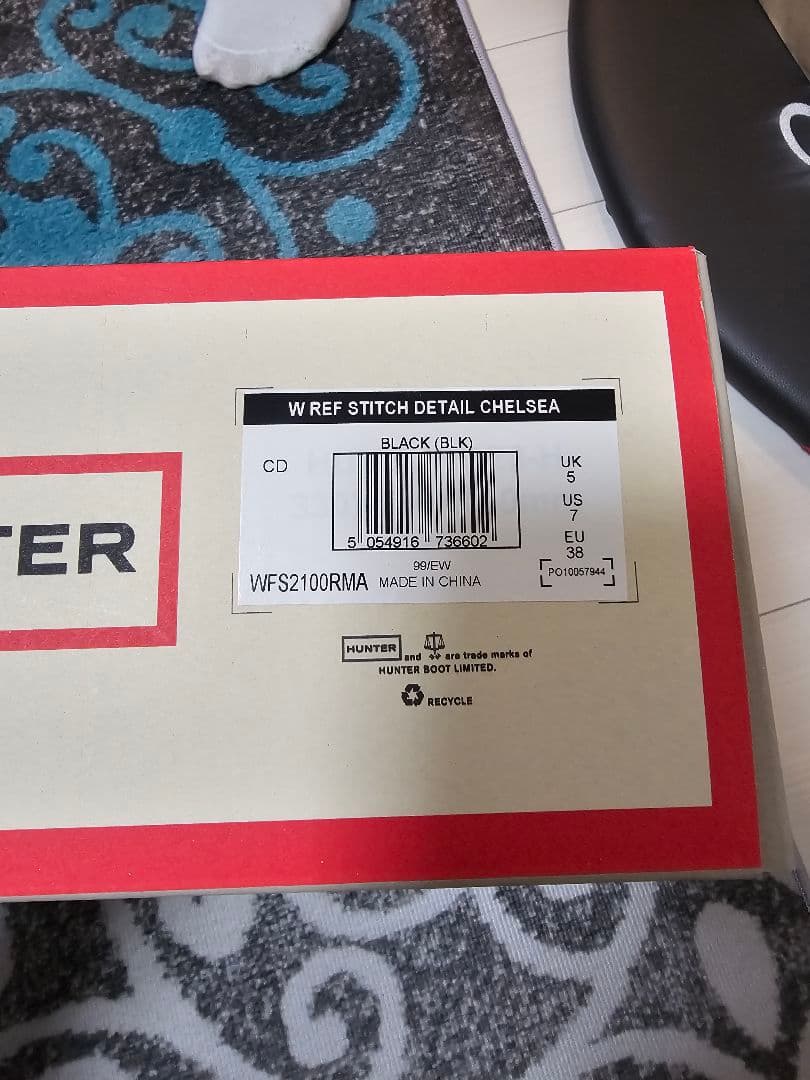 W REF STITCH DETAIL CHELSEA
BLACK (BLK)
CD
UK
5
US
7
EU
38
5 054916 736602
99/EW
WFS2100RMA MADE IN CHINA
PO10057944
TER
HUNTER and are trade marks of
HUNTER BOOT LIMITED.
RECYCLE